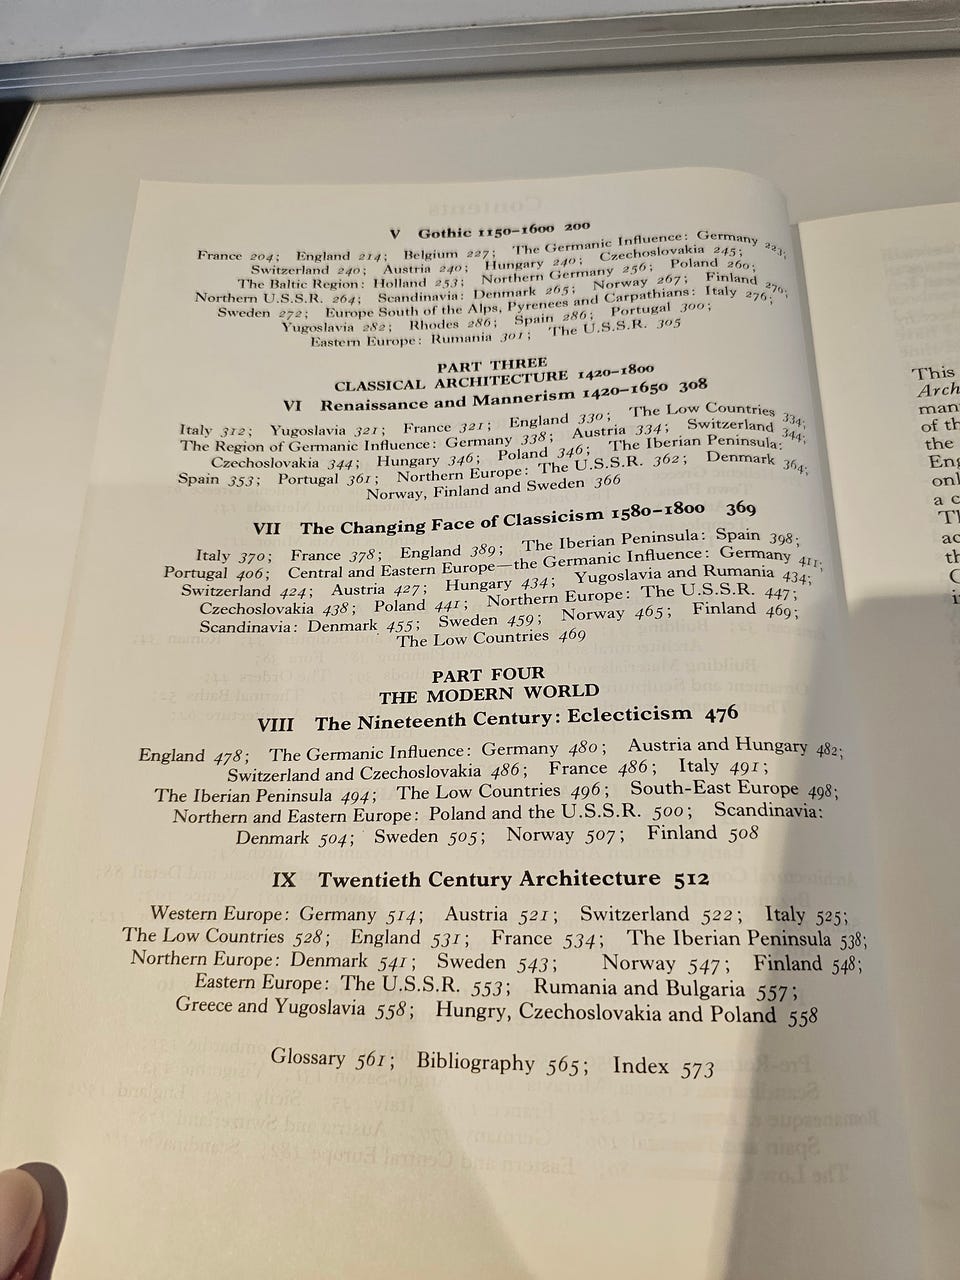 V Gothic 1150–1600 200
France 204; England 214; Belgium 227; The Germanic Influence: Germany 223;
Switzerland 240; Austria 240; Hungary 240; Czechoslovakia 245;
The Baltic Region: Holland 253; Northern Germany 256; Poland 260;
Northern U.S.S.R. 264; Scandinavia: Denmark 265; Norway 267; Finland 270;
Sweden 272; Europe South of the Alps, Pyrenees and Carpathians: Italy 276;
Yugoslavia 282; Rhodes 286; Spain 286; Portugal 300;
Eastern Europe: Rumania 301; The U.S.S.R. 305
PART THREE
CLASSICAL ARCHITECTURE 1420–1800
VI Renaissance and Mannerism 1420–1650 308
Italy 312; Yugoslavia 321; France 321; England 330; The Low Countries 334;
The Region of Germanic Influence: Germany 338; Austria 334; Switzerland 344;
Czechoslovakia 344; Hungary 346; Poland 346; The Iberian Peninsula:
Spain 353; Portugal 361; Northern Europe: The U.S.S.R. 362; Denmark 364;
Norway, Finland and Sweden 366
VII The Changing Face of Classicism 1580–1800 369
Italy 370; France 378; England 389; The Iberian Peninsula: Spain 398;
Portugal 406; Central and Eastern Europe—the Germanic Influence: Germany 411;
Switzerland 424; Austria 427; Hungary 434; Yugoslavia and Rumania 434;
Czechoslovakia 438; Poland 441; Northern Europe: The U.S.S.R. 447;
Scandinavia: Denmark 455; Sweden 459; Norway 465; Finland 469;
The Low Countries 469
PART FOUR
THE MODERN WORLD
VIII The Nineteenth Century: Eclecticism 476
England 478; The Germanic Influence: Germany 480; Austria and Hungary 482;
Switzerland and Czechoslovakia 486; France 486; Italy 491;
The Iberian Peninsula 494; The Low Countries 496; South-East Europe 498;
Northern and Eastern Europe: Poland and the U.S.S.R. 500; Scandinavia:
Denmark 504; Sweden 505; Norway 507; Finland 508
IX Twentieth Century Architecture 512
Western Europe: Germany 514; Austria 521; Switzerland 522; Italy 525;
The Low Countries 528; England 531; France 534; The Iberian Peninsula 538;
Northern Europe: Denmark 541; Sweden 543; Norway 547; Finland 548;
Eastern Europe: The U.S.S.R. 553; Rumania and Bulgaria 557;
Greece and Yugoslavia 558; Hungry, Czechoslovakia and Poland 558
Glossary 561; Bibliography 565; Index 573
This
Arch
man
of th
the
Eng
onl
a c